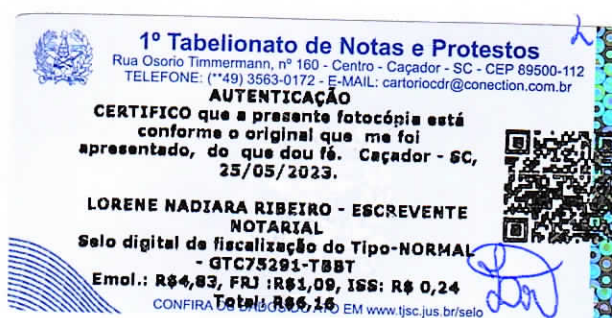 1º Tabelionato de Notas e Protestos
Rua Osorio Timmermann, nº 160 - Centro - Caçador - SC - CEP 89500-112
TELEFONE: (**49) 3563-0172 - E-MAIL: cartoriocdr@conection.com.br
AUTENTICAÇÃO
CERTIFICO que a presente fotocópia está
conforme o original que me foi
apresentado, do que dou fé. Caçador - SC,
25/05/2023.
LORENE NADIARA RIBEIRO - ESCREVENTE
NOTARIAL
Selo digital de fiscalização do Tipo-NORMAL
- GTC75291-TBBT
Emol.: R$4,83, FRJ :R$1,09, ISS: R$ 0,24
Total: R$6,16
CONFIRA OS DADOS DO ATO EM www.tjsc.jus.br/selo